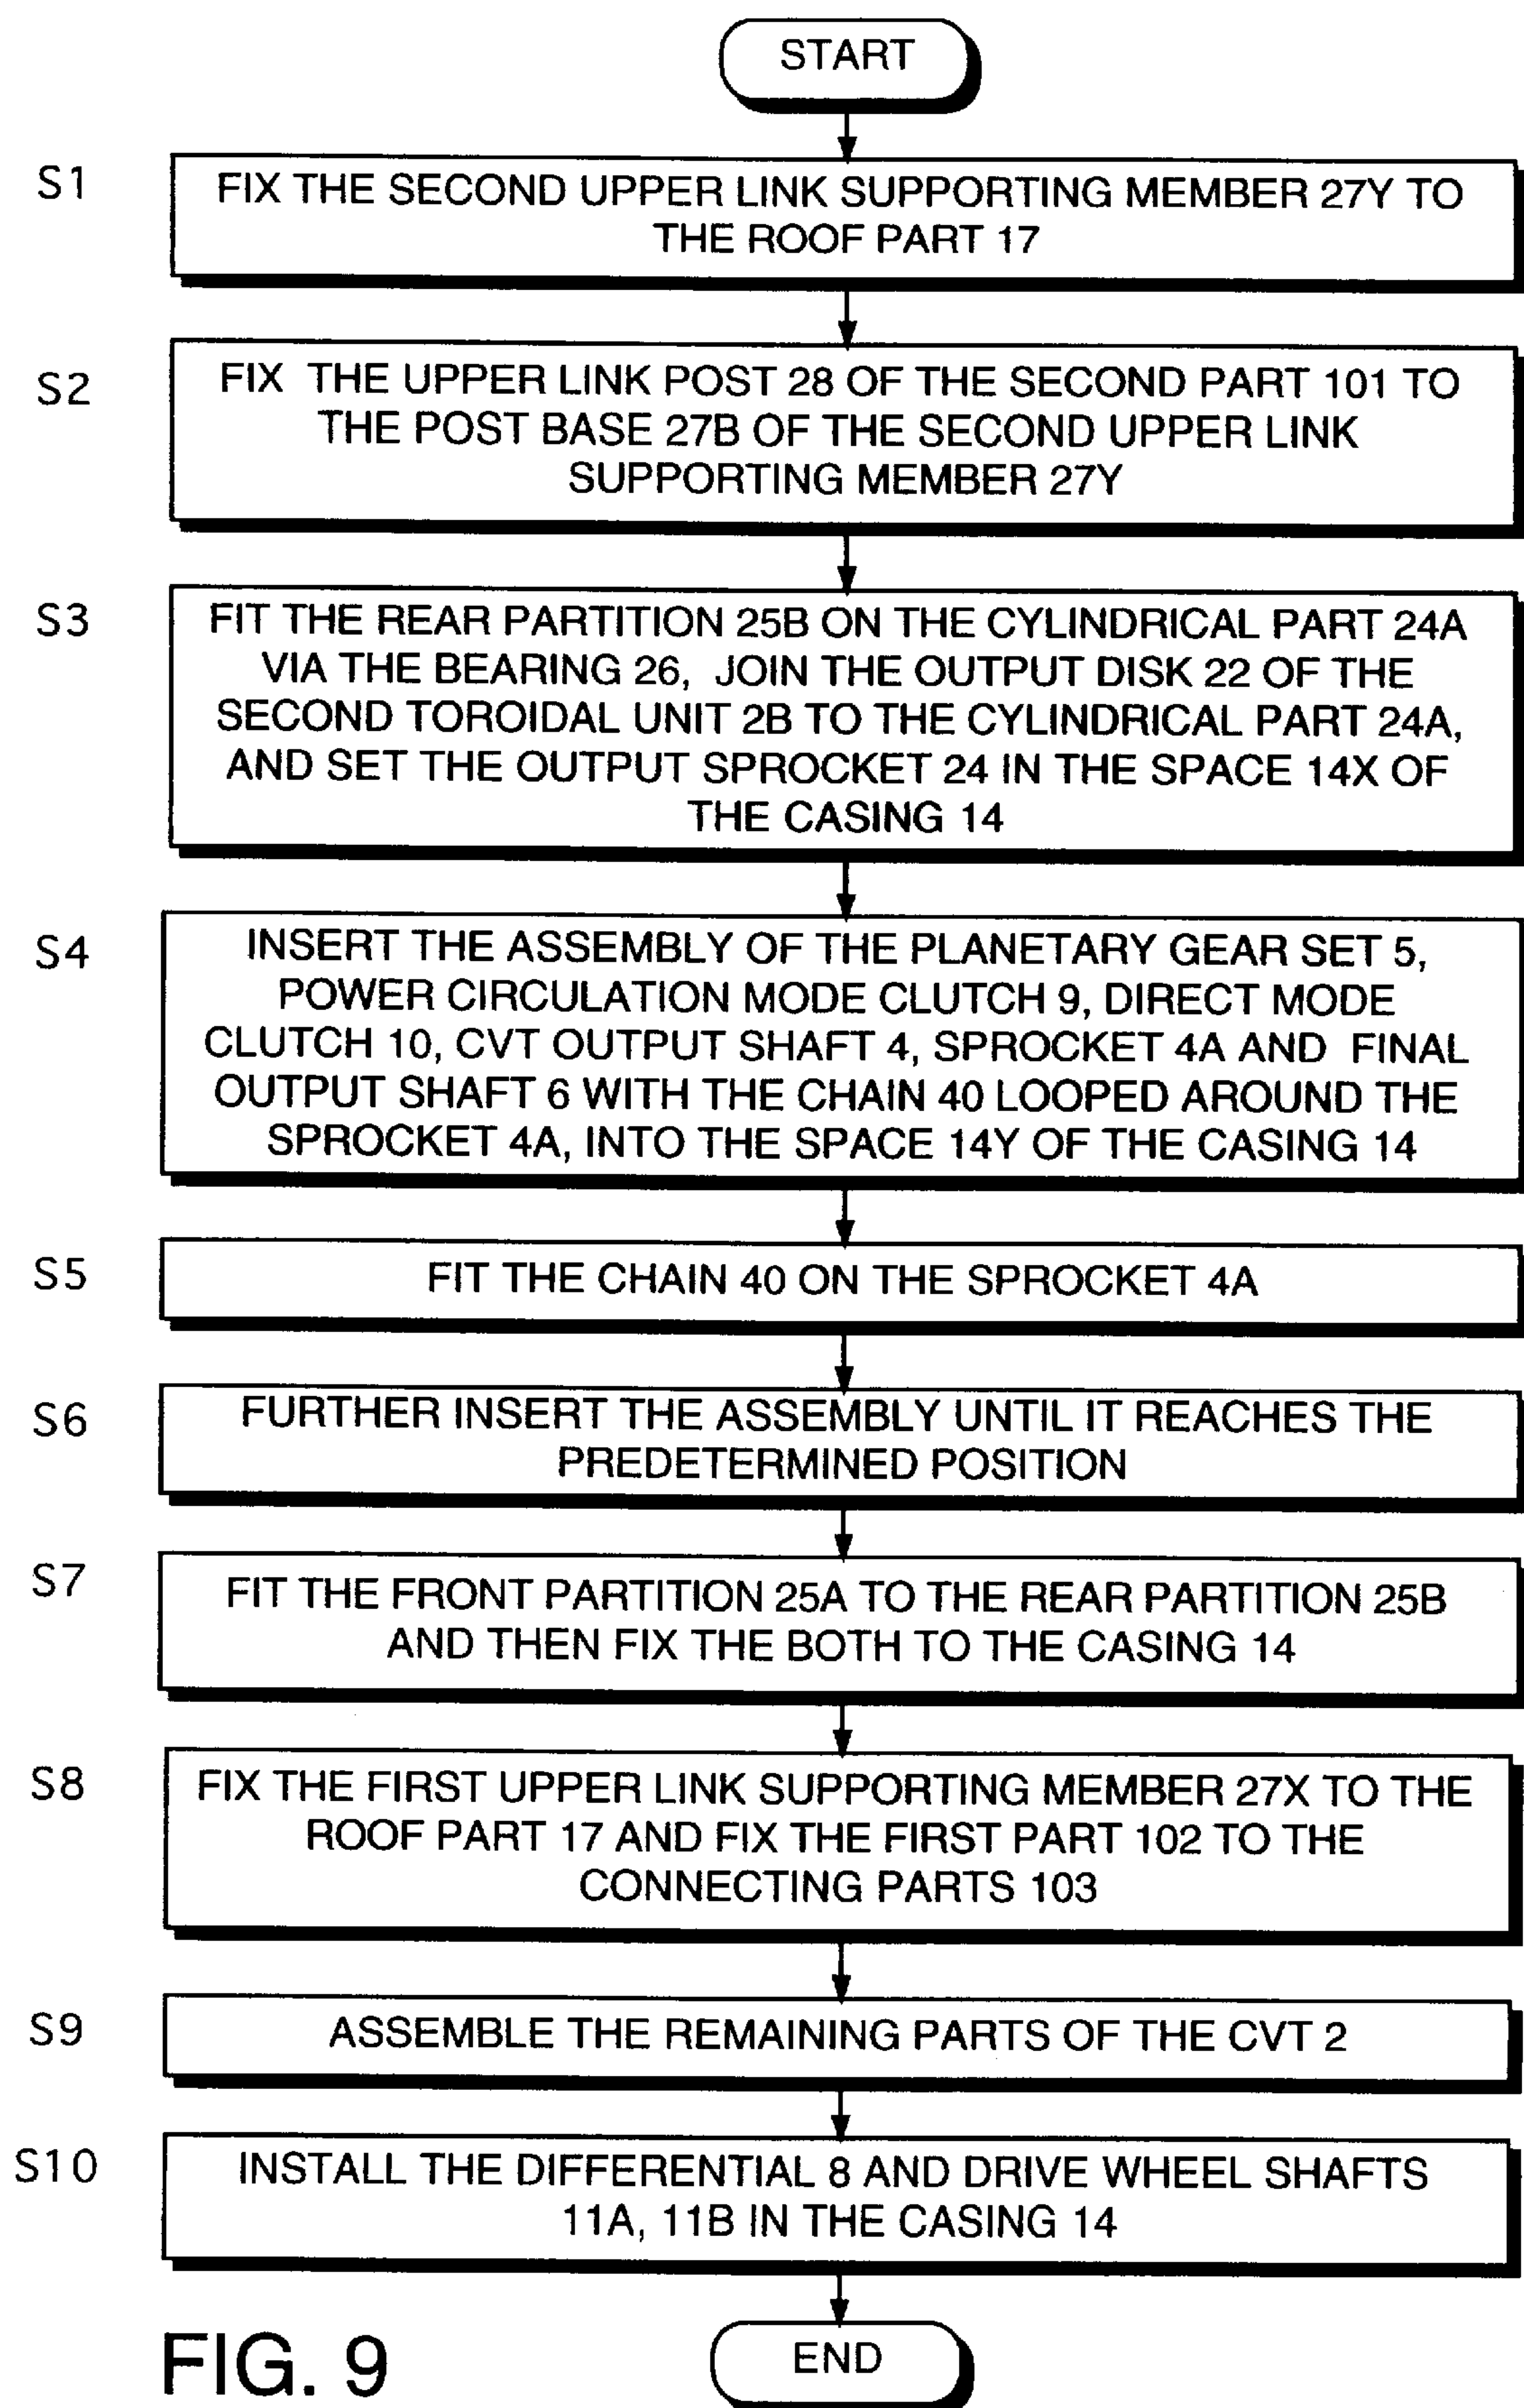 START
S1
FIX THE SECOND UPPER LINK SUPPORTING MEMBER 27Y TO
THE ROOF PART 17
S2
FIX THE UPPER LINK POST 28 OF THE SECOND PART 101 TO
THE POST BASE 27B OF THE SECOND UPPER LINK
SUPPORTING MEMBER 27Y
S3
FIT THE REAR PARTITION 25B ON THE CYLINDRICAL PART 24A
VIA THE BEARING 26, JOIN THE OUTPUT DISK 22 OF THE
SECOND TOROIDAL UNIT 2B TO THE CYLINDRICAL PART 24A,
AND SET THE OUTPUT SPROCKET 24 IN THE SPACE 14X OF
THE CASING 14
S4
INSERT THE ASSEMBLY OF THE PLANETARY GEAR SET 5,
POWER CIRCULATION MODE CLUTCH 9, DIRECT MODE
CLUTCH 10, CVT OUTPUT SHAFT 4, SPROCKET 4A AND FINAL
OUTPUT SHAFT 6 WITH THE CHAIN 40 LOOPED AROUND THE
SPROCKET 4A, INTO THE SPACE 14Y OF THE CASING 14
S5
FIT THE CHAIN 40 ON THE SPROCKET 4A
S6
FURTHER INSERT THE ASSEMBLY UNTIL IT REACHES THE
PREDETERMINED POSITION
S7
FIT THE FRONT PARTITION 25A TO THE REAR PARTITION 25B
AND THEN FIX THE BOTH TO THE CASING 14
S8
FIX THE FIRST UPPER LINK SUPPORTING MEMBER 27X TO THE
ROOF PART 17 AND FIX THE FIRST PART 102 TO THE
CONNECTING PARTS 103
S9
ASSEMBLE THE REMAINING PARTS OF THE CVT 2
S10
INSTALL THE DIFFERENTIAL 8 AND DRIVE WHEEL SHAFTS
11A, 11B IN THE CASING 14
END
FIG. 9